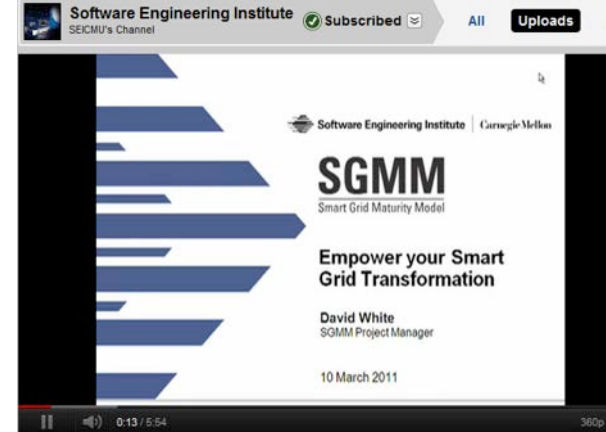 Software Engineering Institute
SEICMU's Channel
Subscribed
All
Uploads
Software Engineering Institute | Carnegie Mellon
SGMM
Smart Grid Maturity Model
Empower your Smart
Grid Transformation
David White
SGMM Project Manager
10 March 2011
0:13 / 5:54
360p